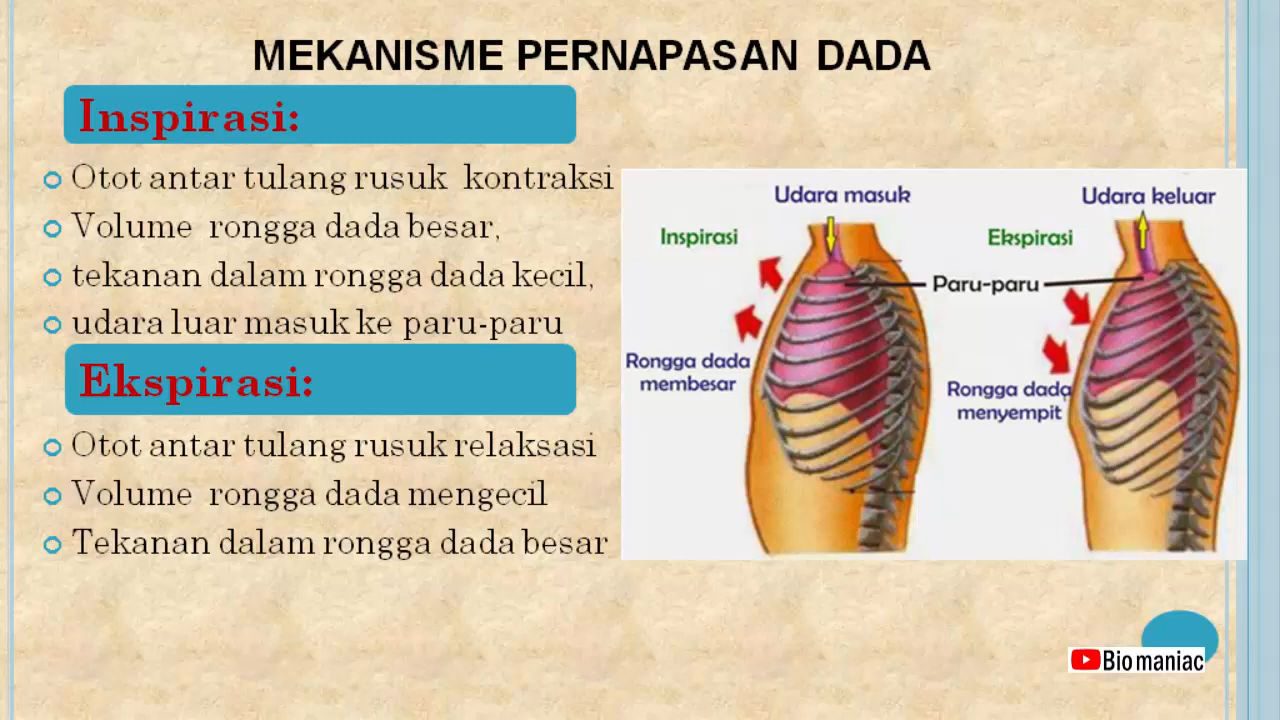 MEKANISME PERNAPASAN DADA
Inspirasi:
Otot antar tulang rusuk kontraksi
Volume rongga dada besar,
tekanan dalam rongga dada kecil,
udara luar masuk ke paru-paru
Ekspirasi:
Otot antar tulang rusuk relaksasi
Volume rongga dada mengecil
Tekanan dalam rongga dada besar
Udara masuk
Inspirasi
Rongga dada
membesar
Paru-paru
Udara keluar
Ekspirasi
Rongga dada
menyempit
Bio maniac